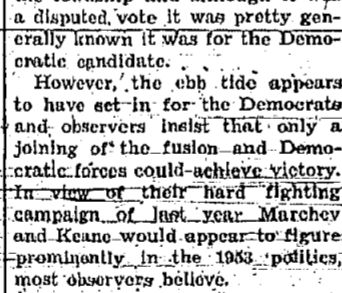 a disputed vote it was pretty gen-
erally known it was for the Demo-
cratic candidate.
However, the ebb tide appears
to have set in for the Democrats
and observers insist that only a
joining of the fusion and Demo-
cratic forces could achieve victory.
In view of their hard fighting
campaign of last year Marchev
and Keane would appear to figure
prominently in the 1953 politics,
most observers believe.